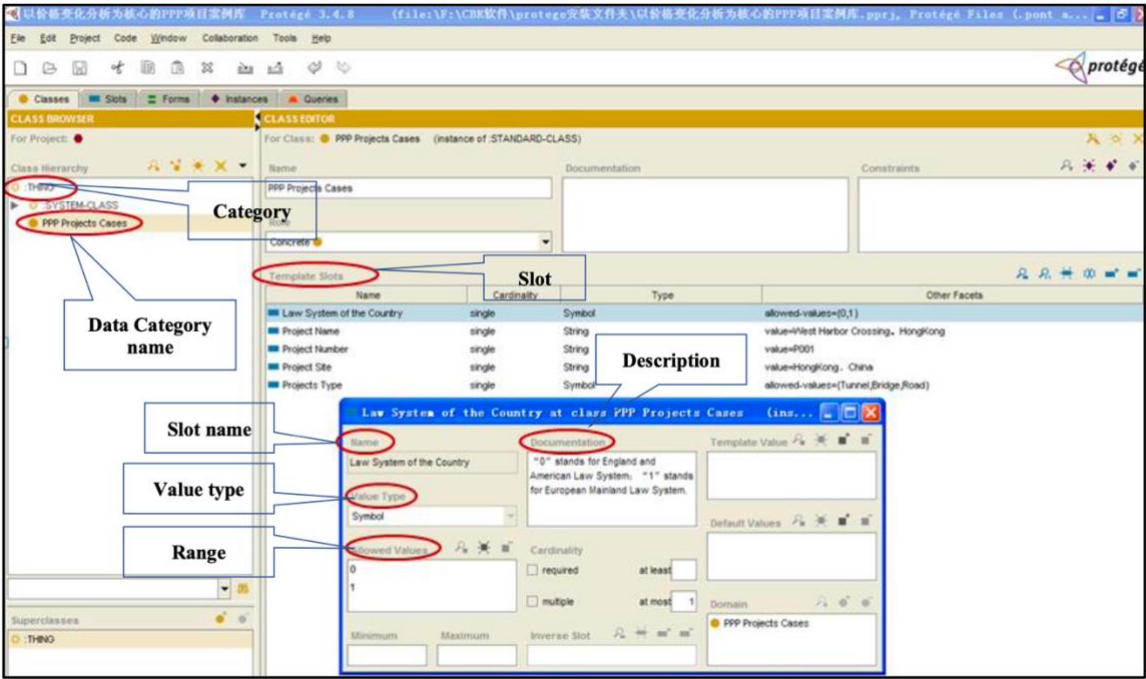 以价格变化分析为核心的PPP项目案例库 Protégé 3.4.8 (file:\F:\CBR软件\protege安装文件夹\以价格变化分析为核心的PPP项目案例库.pprj, Protégé Files (.pont a...
File Edit Project Code Window Collaboration Tools Help
protégé
Classes Slots Forms Instances Queries
CLASS BROWSER
CLASS EDITOR
For Project:
For Class: PPP Projects Cases (instance of :STANDARD-CLASS)
Class Hierarchy
Name Documentation Constraints
:THING
PPP Projects Cases
:SYSTEM-CLASS
Category
PPP Projects Cases
Role
Concrete
Template Slots
Slot
Name Cardinality Type Other Facets
Law System of the Country single Symbol allowed-values=(0,1)
Project Name single String value=West Harbor Crossing, HongKong
Project Number single String value=P001
Project Site single String value=HongKong, China
Projects Type single Symbol allowed-values=(Tunnel,Bridge,Road)
Data Category
name
Description
Law System of the Country at class PPP Projects Cases (ins...
Slot name
Name Documentation Template Value
Law System of the Country
"0" stands for England and
American Law System; "1" stands
for European Mainland Law System.
Value type
Value Type
Symbol
Default Values
Range
Allowed Values
Cardinality
0
1
required at least
multiple at most 1
Domain
PPP Projects Cases
Superclasses
:THING
Minimum Maximum Inverse Slot